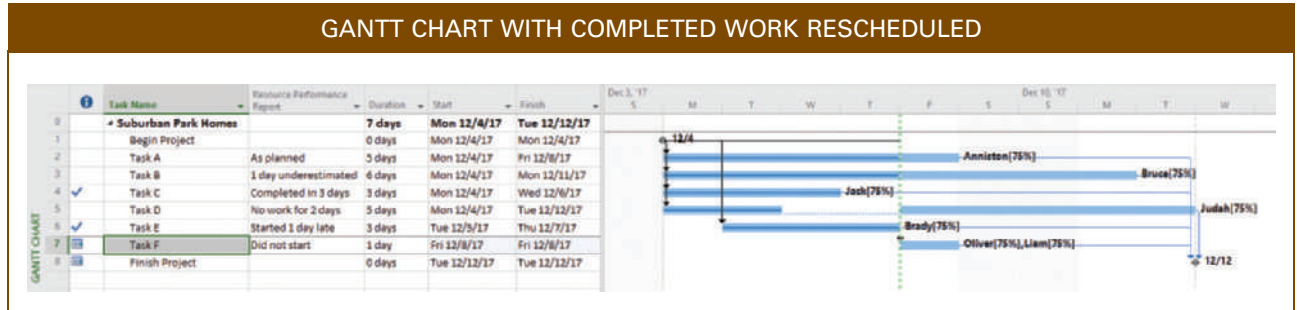 GANTT CHART WITH COMPLETED WORK RESCHEDULED
Dec 3, '17 Dec 10, '17
Task Name Resource Performance Report Duration Start Finish S M T W T F S S M T W
0 Suburban Park Homes 7 days Mon 12/4/17 Tue 12/12/17
1 Begin Project 0 days Mon 12/4/17 Mon 12/4/17 12/4
2 Task A As planned 5 days Mon 12/4/17 Fri 12/8/17 Anniston[75%]
3 Task B 1 day underestimated 6 days Mon 12/4/17 Mon 12/11/17 Bruce[75%]
4 Task C Completed in 3 days 3 days Mon 12/4/17 Wed 12/6/17 Jash[75%]
5 Task D No work for 2 days 5 days Mon 12/4/17 Tue 12/12/17 Judah[75%]
6 Task E Started 1 day late 3 days Tue 12/5/17 Thu 12/7/17 Brady[75%]
7 Task F Did not start 1 day Fri 12/8/17 Fri 12/8/17 Oliver[75%],Liam[75%]
8 Finish Project 0 days Tue 12/12/17 Tue 12/12/17 12/12
GANTT CHART